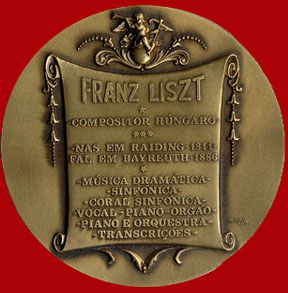 FRANZ LISZT
*
-COMPOSITOR HÚNGARO-
***
-NAS. EM RAIDING-1811-
FAL. EM BAYREUTH-1886
*
-MÚSICA DRAMÁTICA-
-SINFÓNICA-
-CORAL SINFÓNICA-
-VOCAL-PIANO-ORGÃO-
-PIANO E ORQUESTRA-
-TRANSCRIÇÕES-